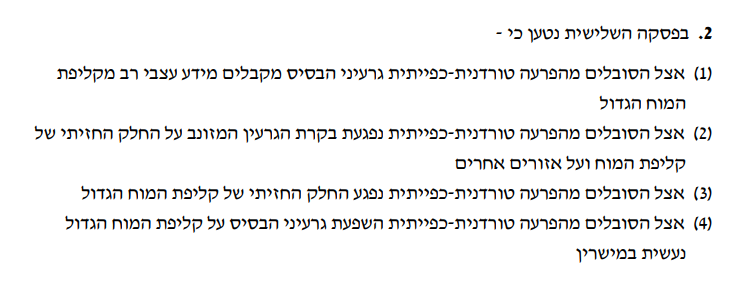 2. בפסקה השלישית נטען כי -
(1) אצל הסובלים מהפרעה טורדנית-כפייתית גרעיני הבסיס מקבלים מידע עצבי רב מקליפת
המוח הגדול
(2) אצל הסובלים מהפרעה טורדנית-כפייתית נפגעת בקרת הגרעין המזונב על החלק החזיתי של
קליפת המוח ועל אזורים אחרים
(3) אצל הסובלים מהפרעה טורדנית-כפייתית נפגע החלק החזיתי של קליפת המוח הגדול
(4) אצל הסובלים מהפרעה טורדנית-כפייתית השפעת גרעיני הבסיס על קליפת המוח הגדול
נעשית במישרין